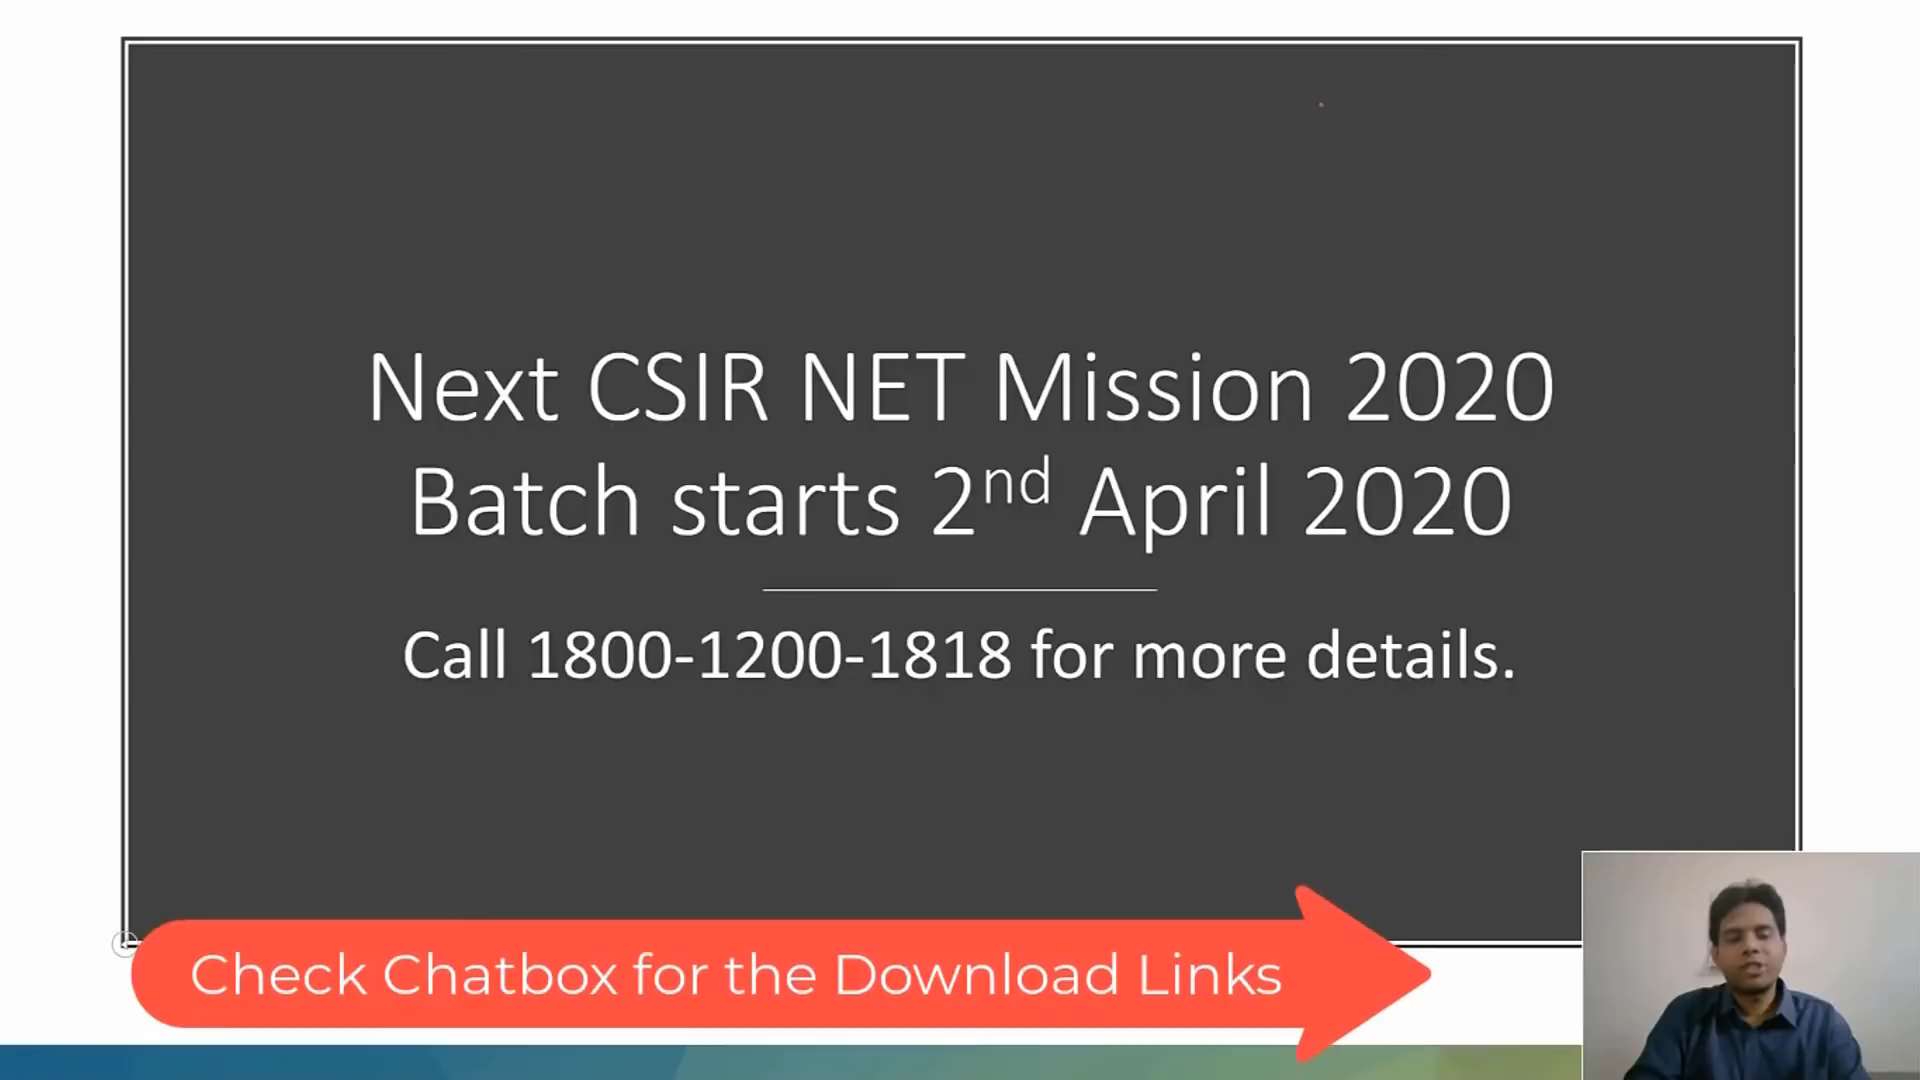 Next CSIR NET Mission 2020
Batch starts 2nd April 2020
Call 1800-1200-1818 for more details.
Check Chatbox for the Download Links